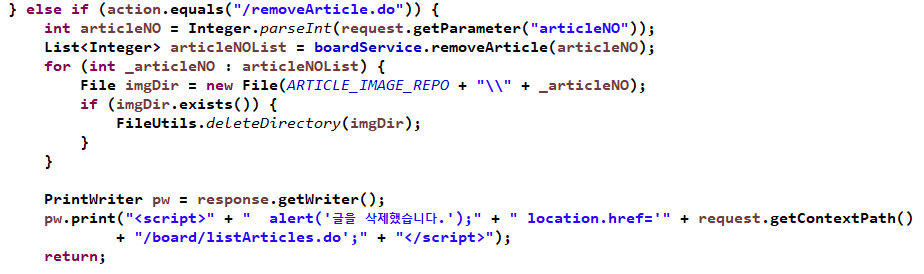 } else if (action.equals("/removeArticle.do")) {
    int articleNO = Integer.parseInt(request.getParameter("articleNO"));
    List<Integer> articleNOList = boardService.removeArticle(articleNO);
    for (int _articleNO : articleNOList) {
        File imgDir = new File(ARTICLE_IMAGE_REPO + "\\" + _articleNO);
        if (imgDir.exists()) {
            FileUtils.deleteDirectory(imgDir);
        }
    }

    PrintWriter pw = response.getWriter();
    pw.print("<script>" + "  alert('글을 삭제했습니다.');" + " location.href='" + request.getContextPath()
            + "/board/listArticles.do';" + "</script>");
    return;